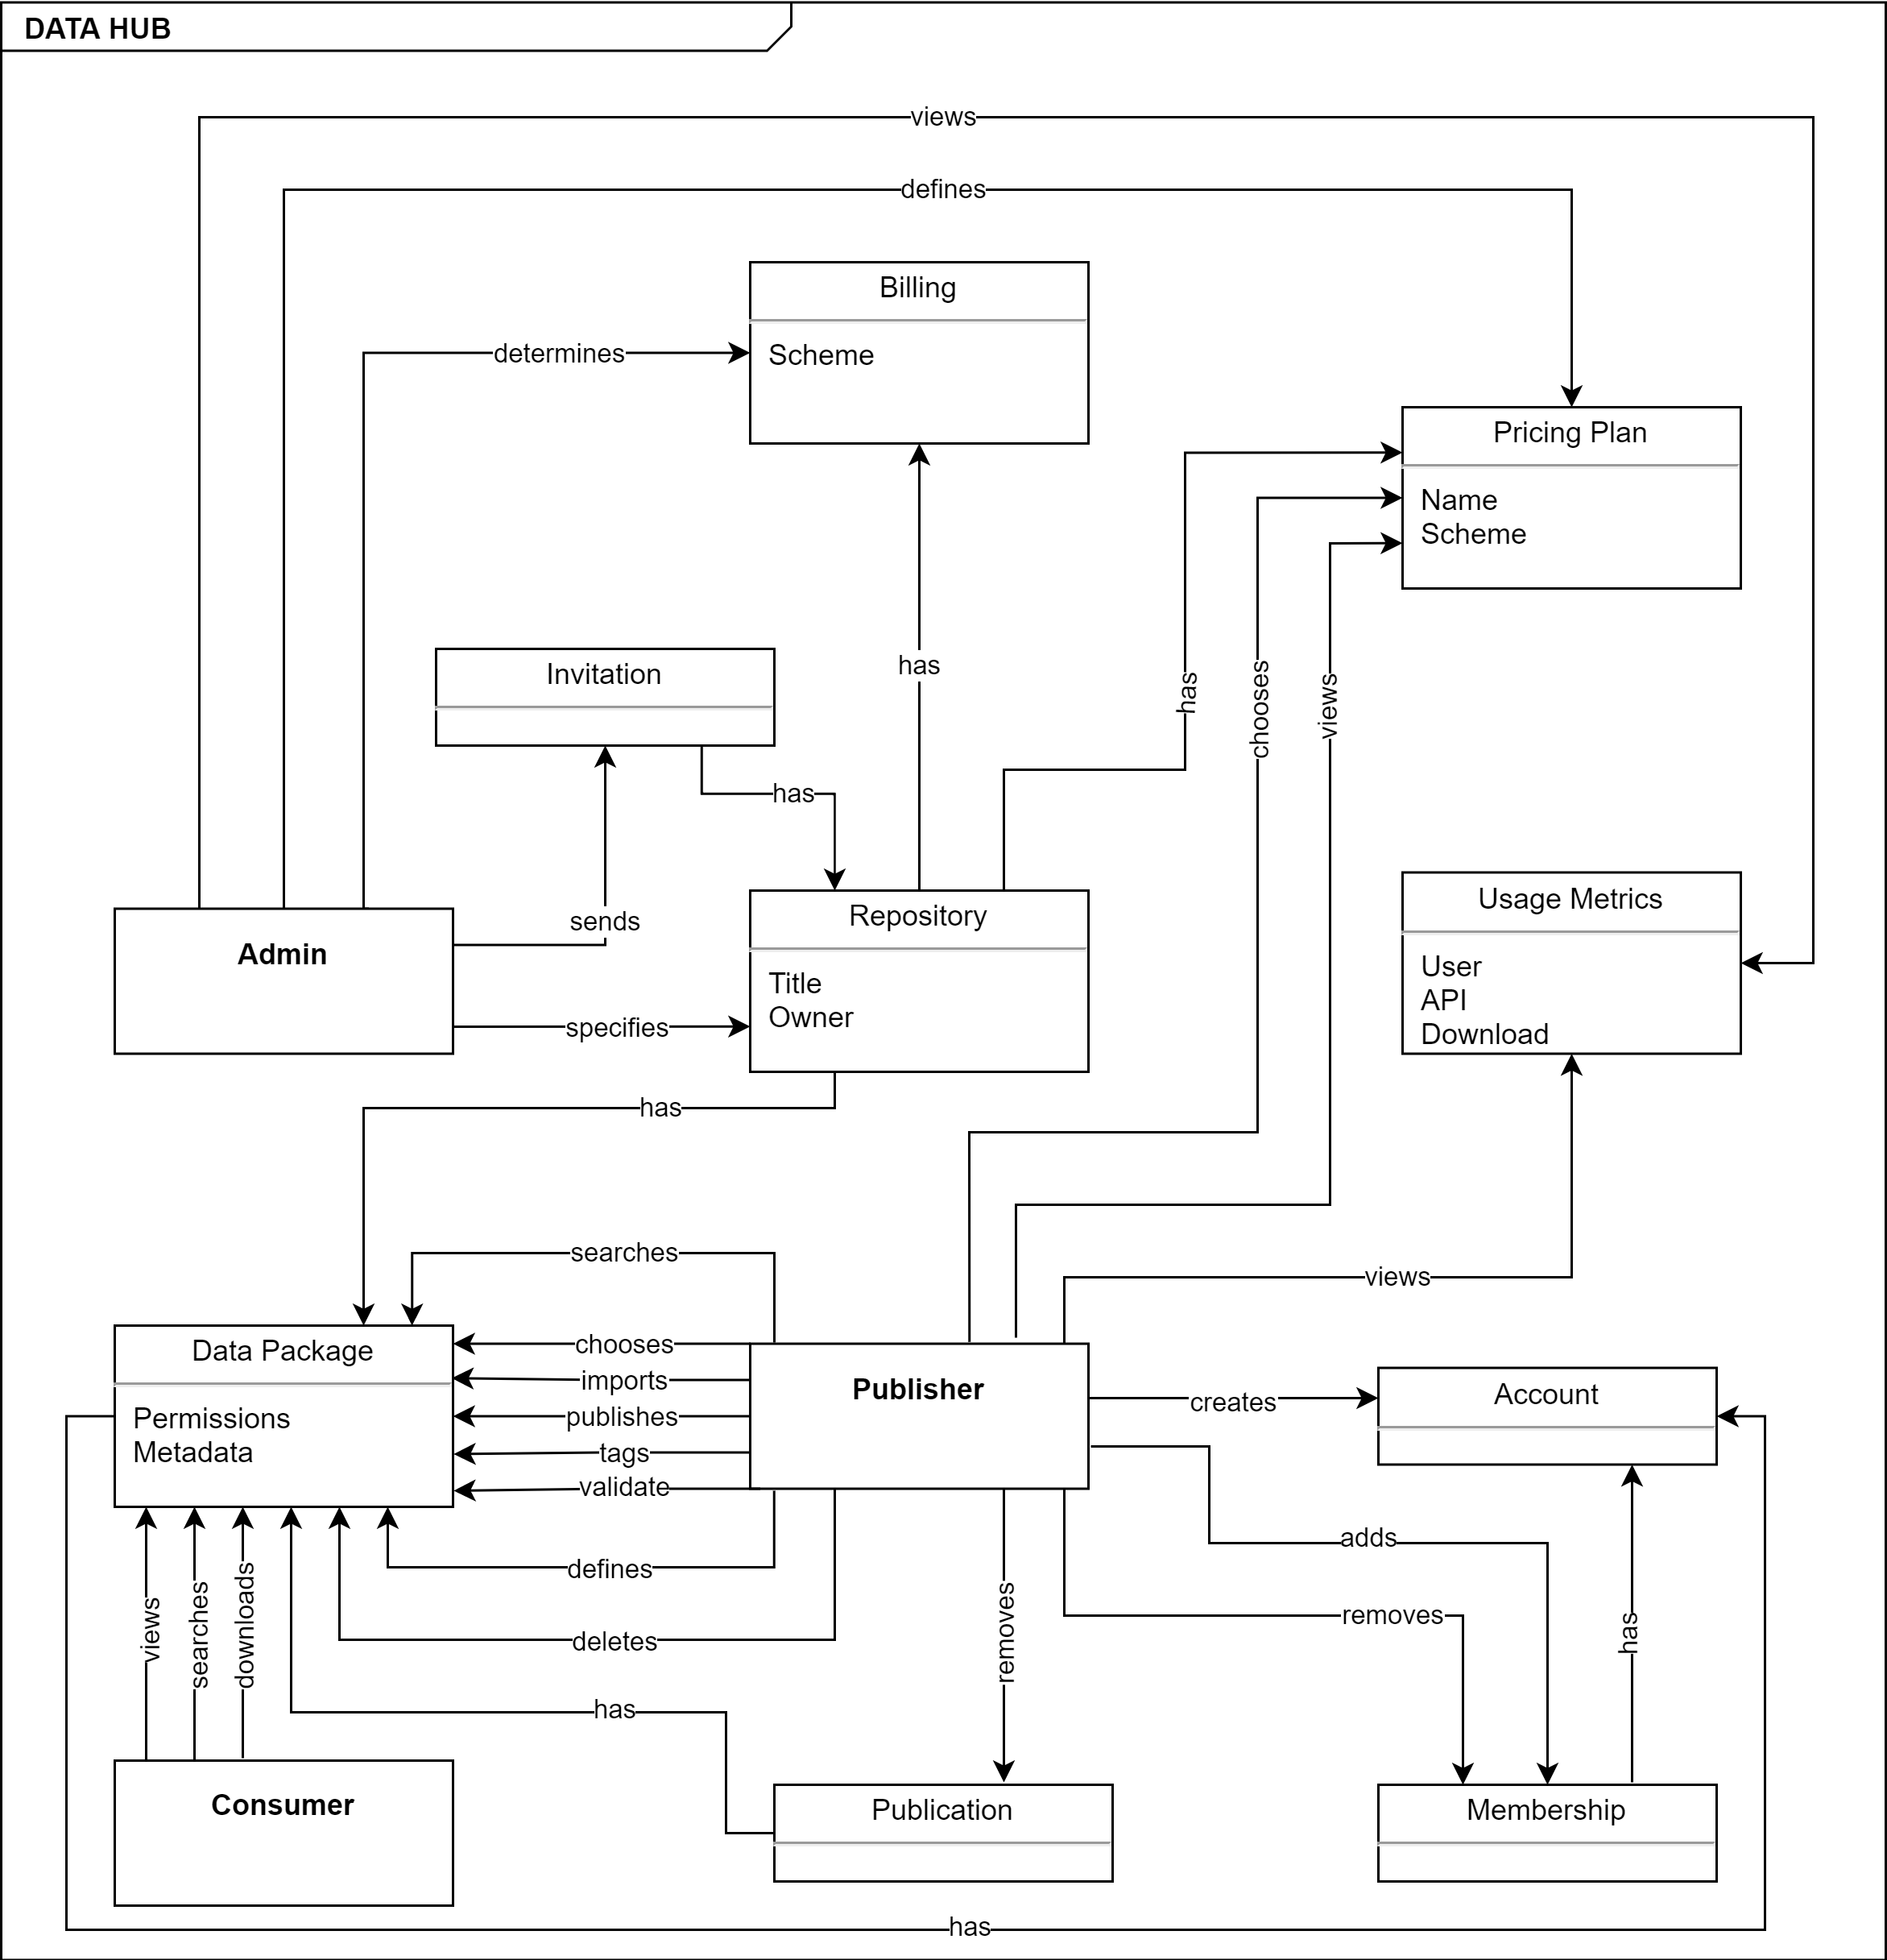 DATA HUB
views
defines
Billing
determines
Scheme
Pricing Plan
Name
Scheme
Invitation
has
has
chooses
views
has
sends
Repository
Usage Metrics
Admin
Title
Owner
User
API
Download
specifies
has
searches
views
chooses
Data Package
imports
Publisher
creates
Account
publishes
Permissions
Metadata
tags
validate
adds
defines
views
searches
downloads
deletes
removes
removes
has
has
Consumer
Publication
Membership
has